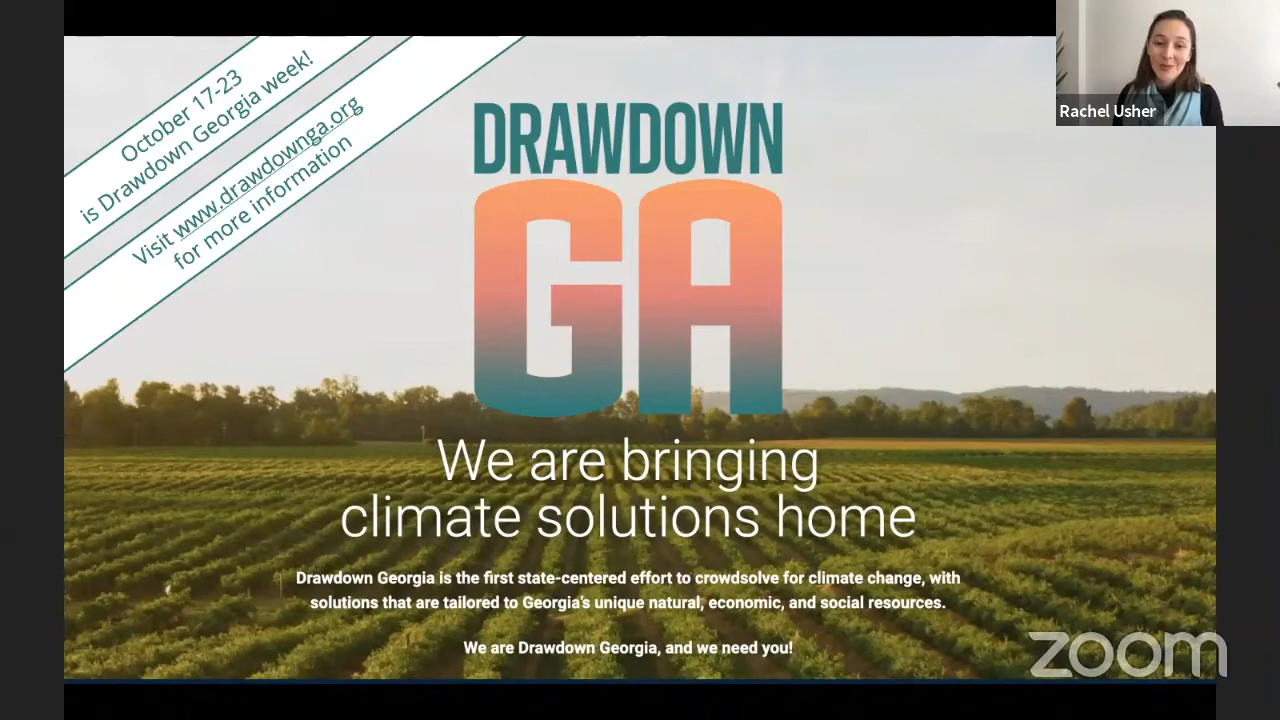 October 17-23
is Drawdown Georgia week!
Visit www.drawdownga.org
for more information
DRAWDOWN
GA
We are bringing
climate solutions home
Drawdown Georgia is the first state-centered effort to crowdsolve for climate change, with
solutions that are tailored to Georgia's unique natural, economic, and social resources.
We are Drawdown Georgia, and we need you!
Rachel Usher
zoom